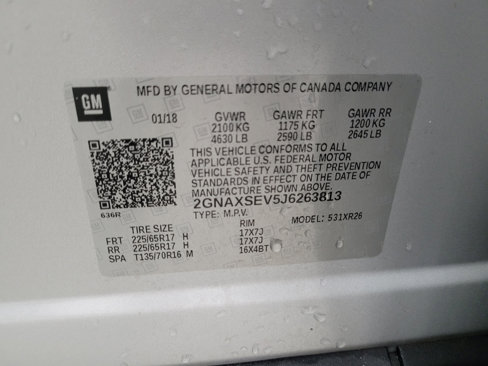 GM
MFD BY GENERAL MOTORS OF CANADA COMPANY
01/18 GVWR GAWR FRT GAWR RR
2100 KG 1175 KG 1200 KG
4630 LB 2590 LB 2645 LB
THIS VEHICLE CONFORMS TO ALL
APPLICABLE U.S. FEDERAL MOTOR
VEHICLE SAFETY AND THEFT PREVENTION
STANDARDS IN EFFECT ON THE DATE OF
MANUFACTURE SHOWN ABOVE.
2GNAXSEV5J6263813
636R TYPE: M.P.V. MODEL: 531XR26
TIRE SIZE RIM
FRT 225/65R17 H 17X7J
RR 225/65R17 H 17X7J
SPA T135/70R16 M 16X4BT